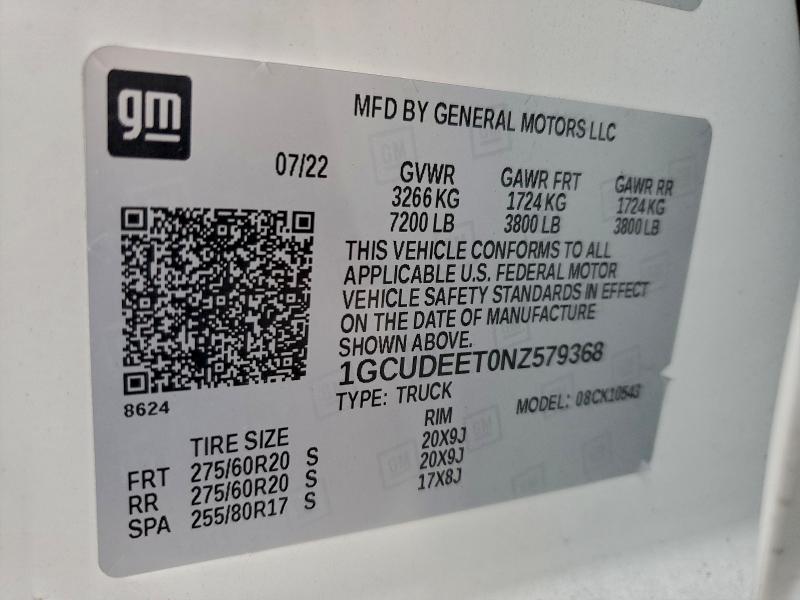 gm
MFD BY GENERAL MOTORS LLC
07/22
GVWR GAWR FRT GAWR RR
3266 KG 1724 KG 1724 KG
7200 LB 3800 LB 3800 LB
THIS VEHICLE CONFORMS TO ALL
APPLICABLE U.S. FEDERAL MOTOR
VEHICLE SAFETY STANDARDS IN EFFECT
ON THE DATE OF MANUFACTURE
SHOWN ABOVE.
1GCUDEET0NZ579368
8624
TYPE: TRUCK MODEL: 08CK10543
TIRE SIZE RIM
FRT 275/60R20 S 20X9J
RR 275/60R20 S 20X9J
SPA 255/80R17 S 17X8J